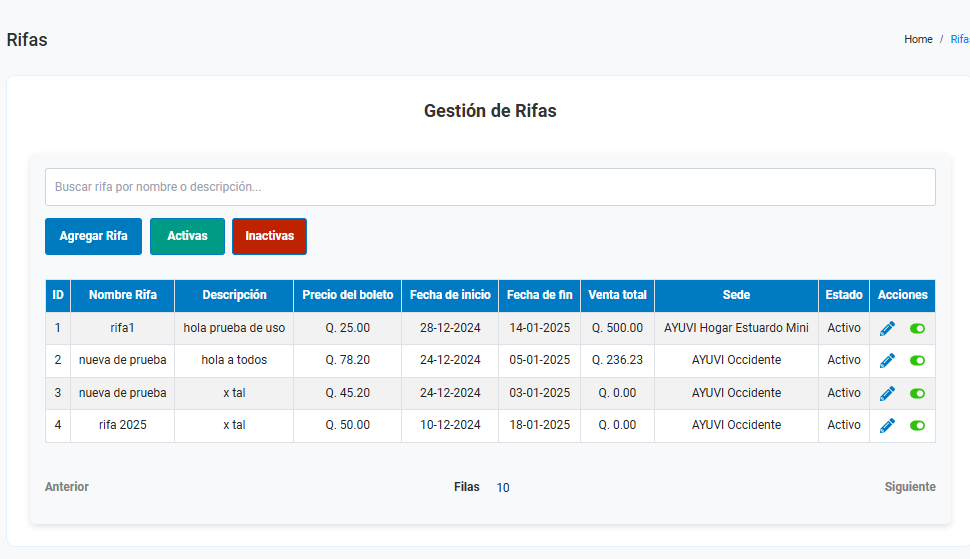 Rifas
Home / Rifa
Gestión de Rifas
Buscar rifa por nombre o descripción...
Agregar Rifa Activas Inactivas
ID Nombre Rifa Descripción Precio del boleto Fecha de inicio Fecha de fin Venta total Sede Estado Acciones
1 rifa1 hola prueba de uso Q. 25.00 28-12-2024 14-01-2025 Q. 500.00 AYUVI Hogar Estuardo Mini Activo
2 nueva de prueba hola a todos Q. 78.20 24-12-2024 05-01-2025 Q. 236.23 AYUVI Occidente Activo
3 nueva de prueba x tal Q. 45.20 24-12-2024 03-01-2025 Q. 0.00 AYUVI Occidente Activo
4 rifa 2025 x tal Q. 50.00 10-12-2024 18-01-2025 Q. 0.00 AYUVI Occidente Activo
Anterior Filas 10 Siguiente